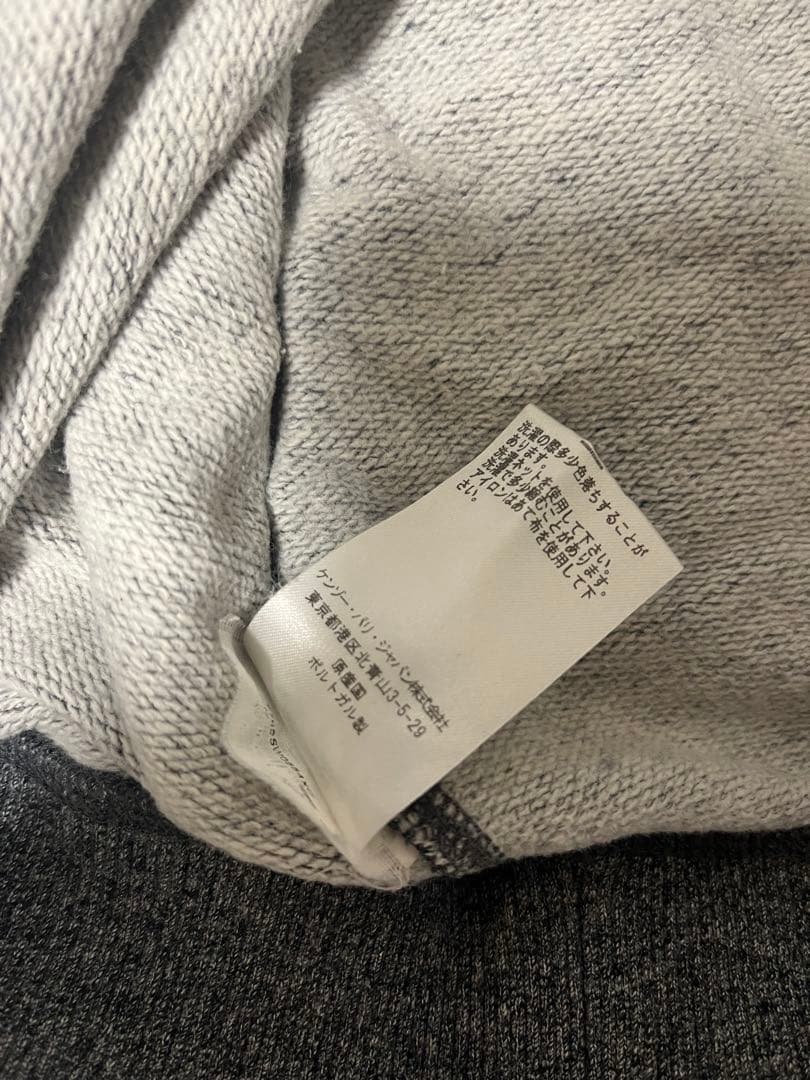 洗濯の際多少色落ちすることが
あります。
洗濯ネットを使用して下さい。
洗濯で多少縮むことがあります。
アイロンはあて布を使用して下
さい。
ケンゾー・パリ・ジャパン株式会社
東京都港区北青山3-5-29
原産国
ポルトガル製